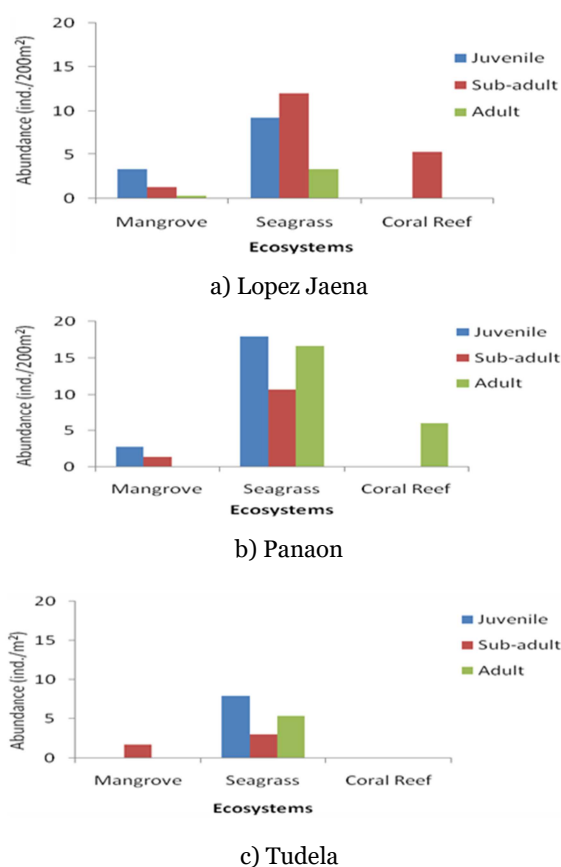 Abundance (ind./200m²)
20
15
10
5
0
Juvenile
Sub-adult
Adult
Mangrove Seagrass Coral Reef
Ecosystems
a) Lopez Jaena
Abundance (ind./200m²)
20
15
10
5
0
Juvenile
Sub-adult
Adult
Mangrove Seagrass Coral Reef
Ecosystems
b) Panaon
Abundance (ind./m²)
20
15
10
5
0
Juvenile
Sub-adult
Adult
Mangrove Seagrass Coral Reef
Ecosystems
c) Tudela